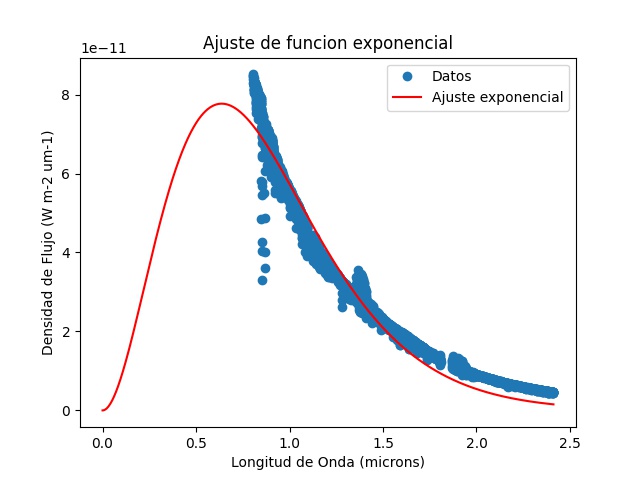 Ajuste de funcion exponencial
1e−11
Datos
Ajuste exponencial
8
6
4
2
0
Densidad de Flujo (W m-2 um-1)
0.0 0.5 1.0 1.5 2.0 2.5
Longitud de Onda (microns)